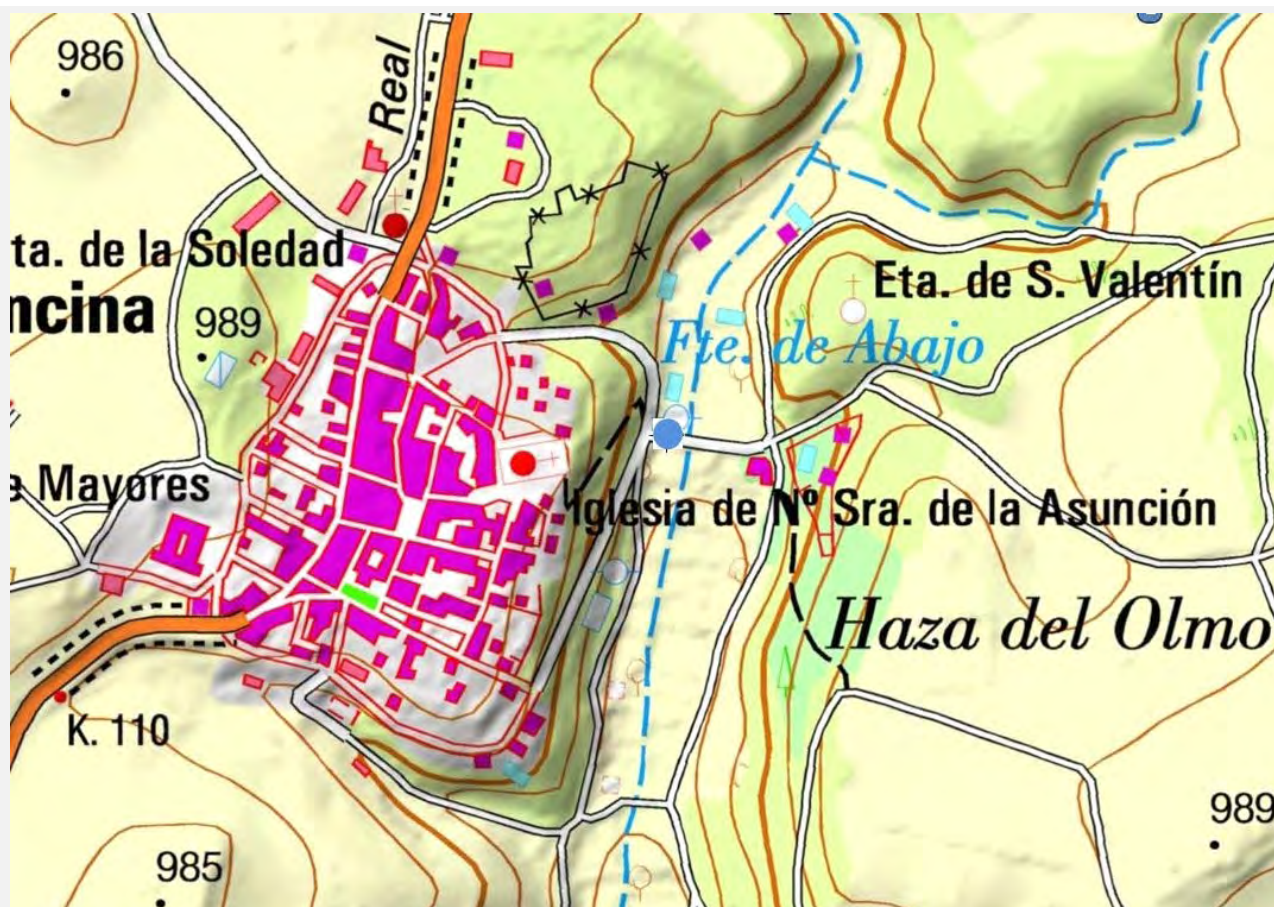 986
Real
ta. de la Soledad
ncina
989
Eta. de S. Valentín
Fte. de Abajo
e Mayores
Iglesia de Nº Sra. de la Asunción
Haza del Olmo
K. 110
985
989